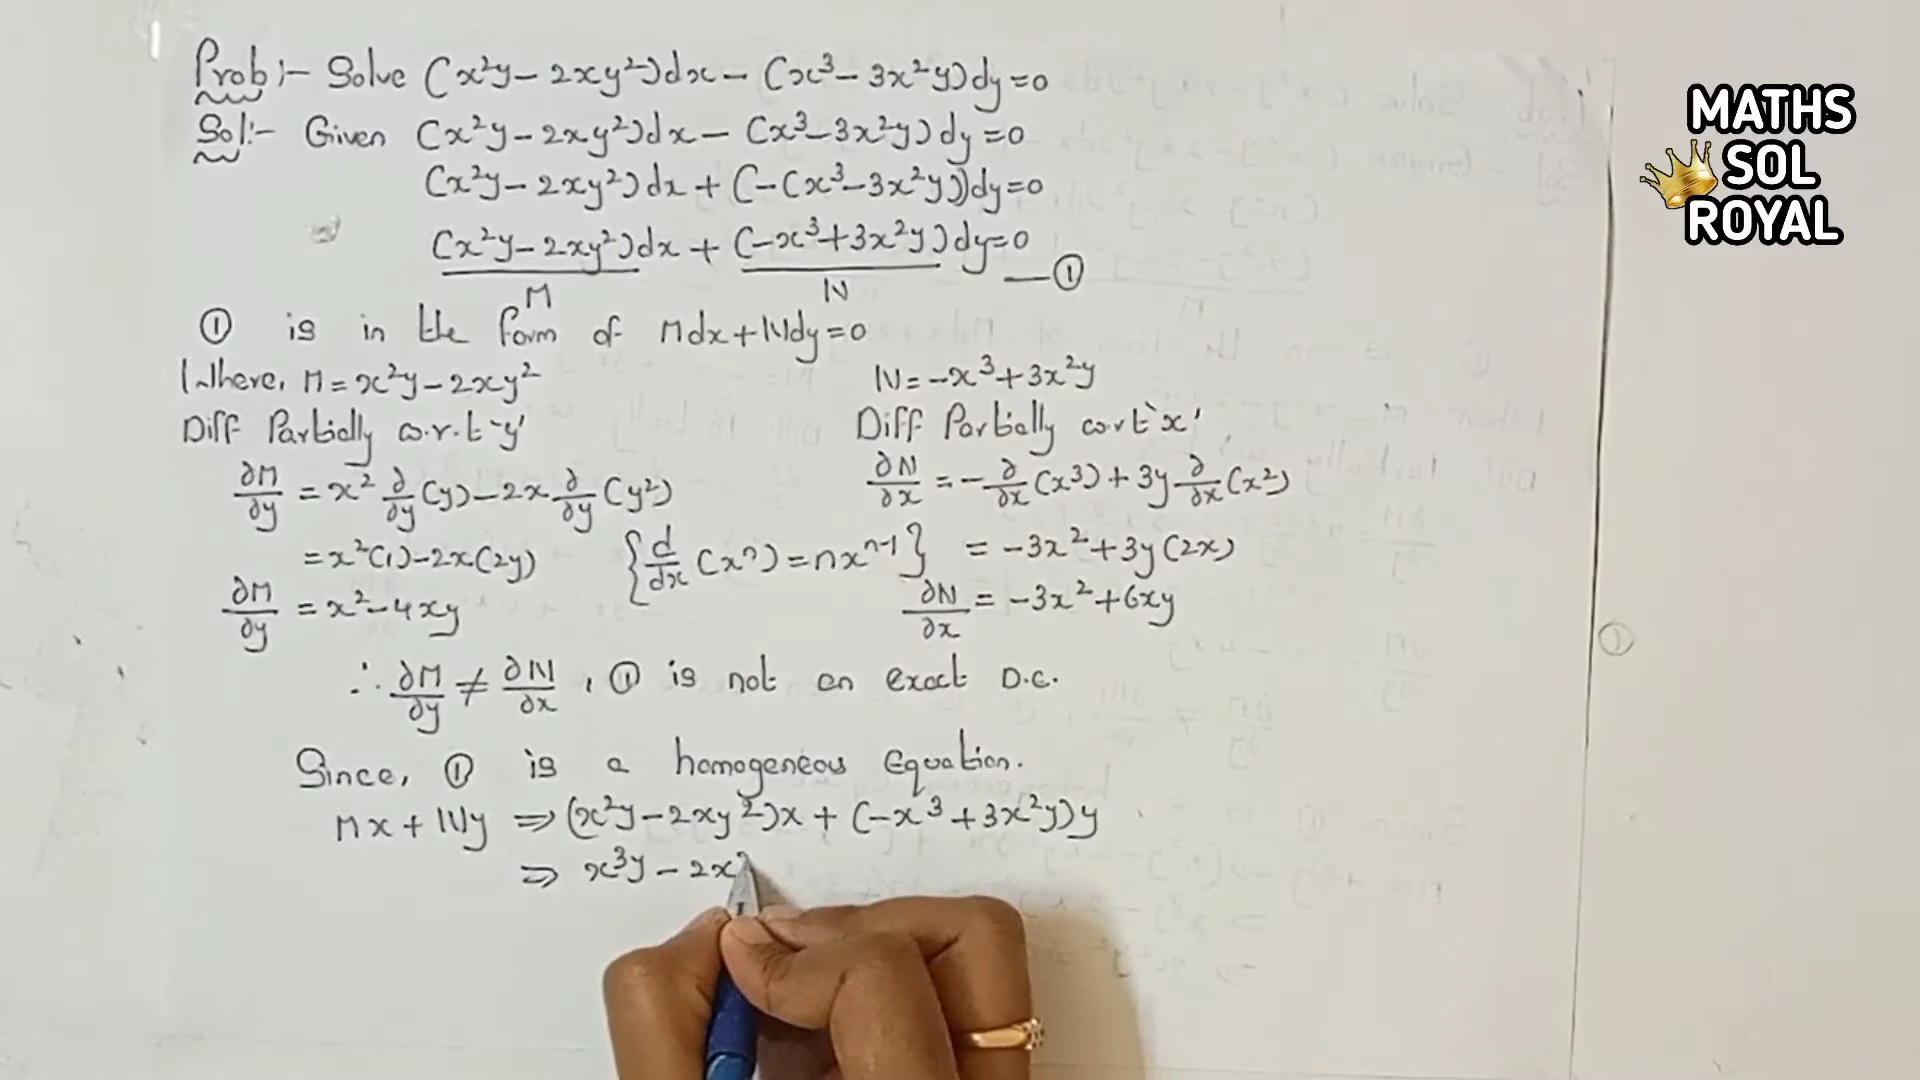 Prob:- Solve (x²y - 2xy²)dx - (x³ - 3x²y)dy = 0
Sol:- Given (x²y - 2xy²)dx - (x³ - 3x²y)dy = 0
(x²y - 2xy²)dx + (-(x³ - 3x²y))dy = 0
(x²y - 2xy²)dx + (-x³ + 3x²y)dy = 0 — ①
M N
① is in the form of Mdx + Ndy = 0
Where, M = x²y - 2xy² N = -x³ + 3x²y
Diff Partially w.r.t 'y' Diff Partially w.r.t 'x'
∂M/∂y = x² ∂/∂y (y) - 2x ∂/∂y (y²) ∂N/∂x = -∂/∂x (x³) + 3y ∂/∂x (x²)
= x²(1) - 2x(2y) {d/dx (xⁿ) = nxⁿ⁻¹} = -3x² + 3y(2x)
∂M/∂y = x² - 4xy ∂N/∂x = -3x² + 6xy
∴ ∂M/∂y ≠ ∂N/∂x, ① is not an exact D.E.
Since, ① is a homogeneous Equation.
Mx + Ny ⇒ (x²y - 2xy²)x + (-x³ + 3x²y)y
⇒ x³y - 2x²
MATHS
SOL
ROYAL